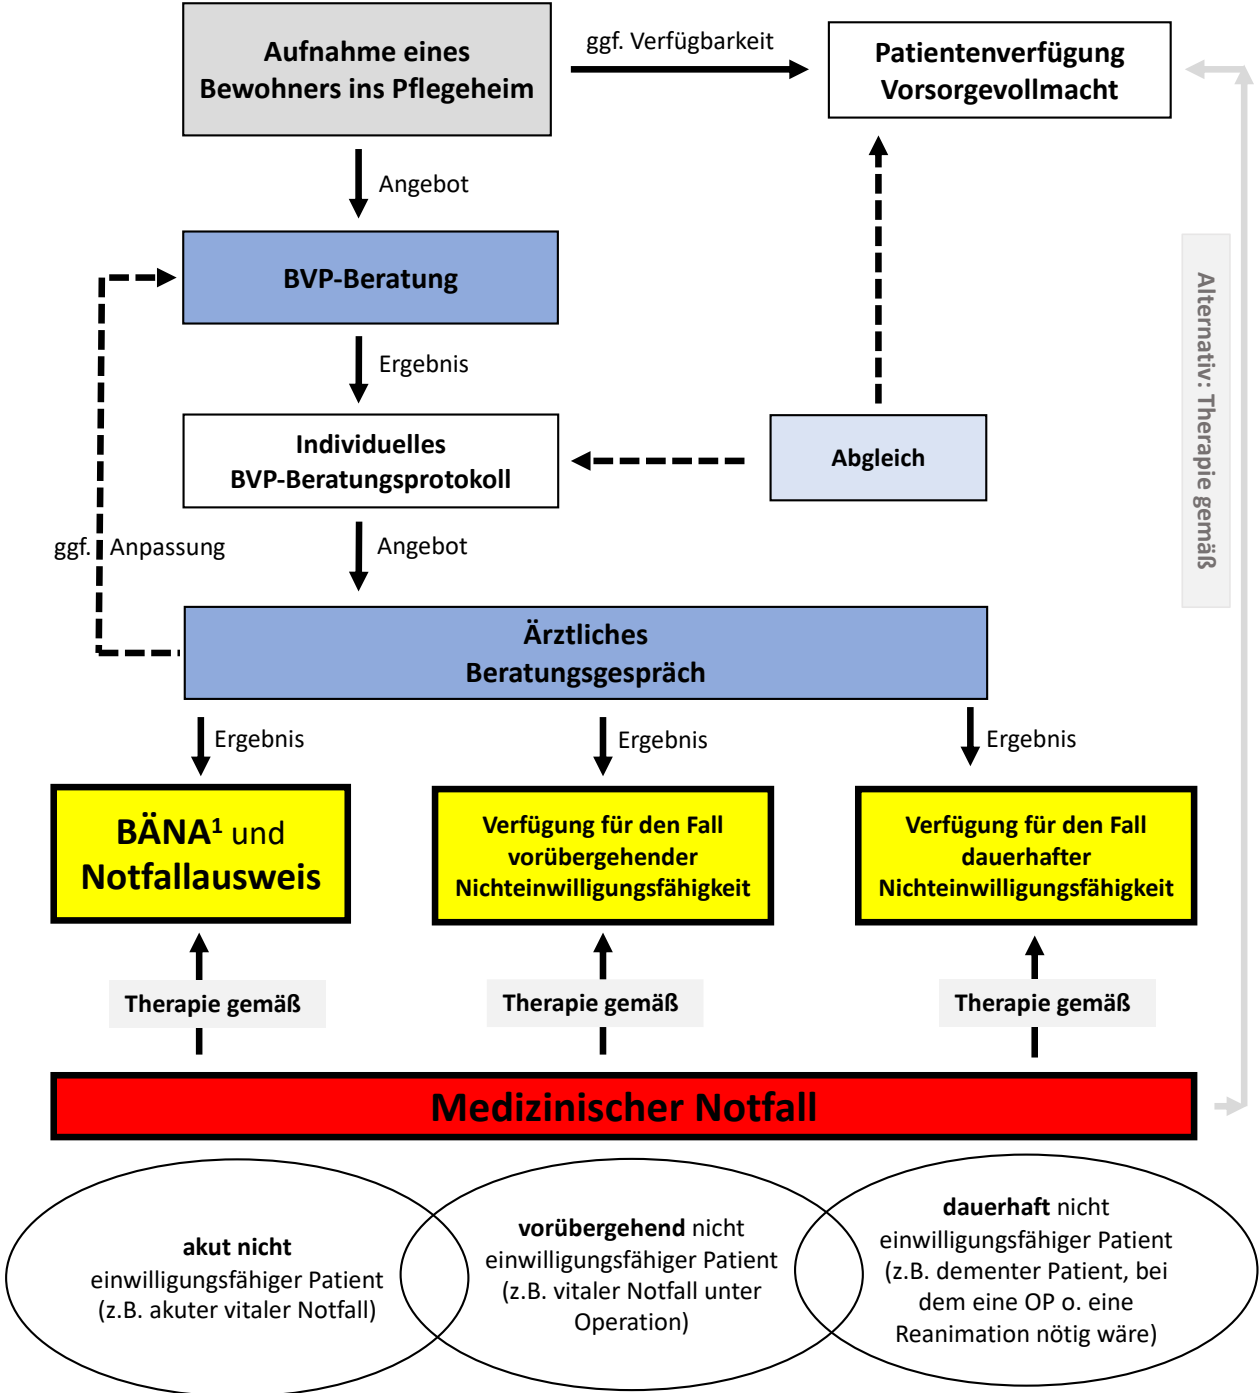 Aufnahme eines
Bewohners ins Pflegeheim
ggf. Verfügbarkeit
Patientenverfügung
Vorsorgevollmacht
Angebot
BVP-Beratung
Ergebnis
Individuelles
BVP-Beratungsprotokoll
Abgleich
Alternativ: Therapie gemäß
ggf. Anpassung
Angebot
Ärztliches
Beratungsgespräch
Ergebnis
Ergebnis
Ergebnis
BÄNA¹ und
Notfallausweis
Verfügung für den Fall
vorübergehender
Nichteinwilligungsfähigkeit
Verfügung für den Fall
dauerhafter
Nichteinwilligungsfähigkeit
Therapie gemäß
Therapie gemäß
Therapie gemäß
Medizinischer Notfall
akut nicht
einwilligungsfähiger Patient
(z.B. akuter vitaler Notfall)
vorübergehend nicht
einwilligungsfähiger Patient
(z.B. vitaler Notfall unter
Operation)
dauerhaft nicht
einwilligungsfähiger Patient
(z.B. dementer Patient, bei
dem eine OP o. eine
Reanimation nötig wäre)